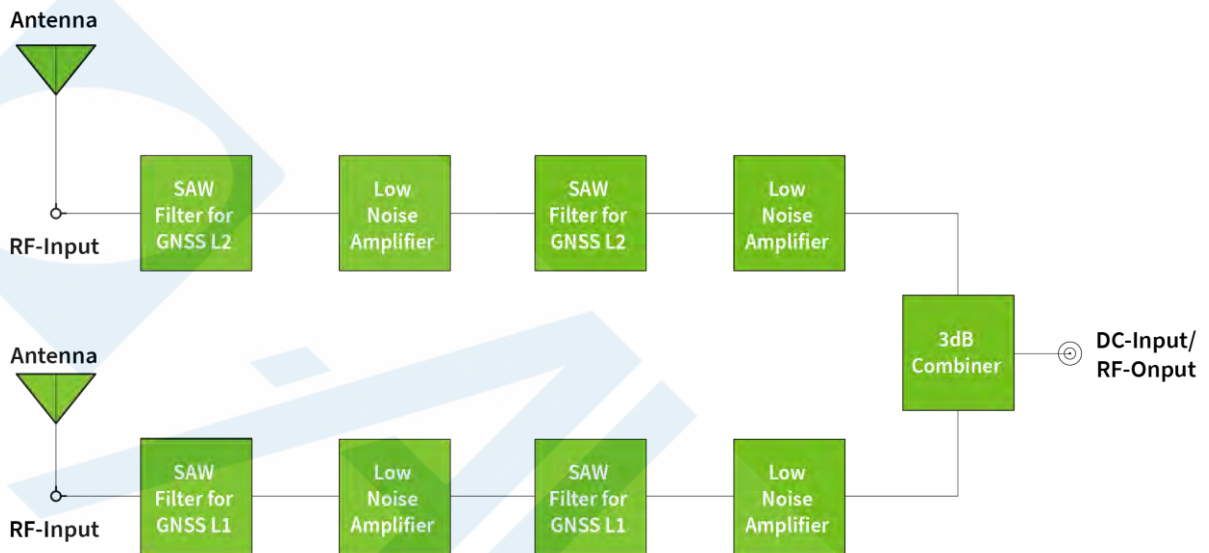 Antenna
SAW
Filter for
GNSS L2
Low
Noise
Amplifier
SAW
Filter for
GNSS L2
Low
Noise
Amplifier
RF-Input
3dB
Combiner
DC-Input/
RF-Onput
Antenna
SAW
Filter for
GNSS L1
Low
Noise
Amplifier
SAW
Filter for
GNSS L1
Low
Noise
Amplifier
RF-Input